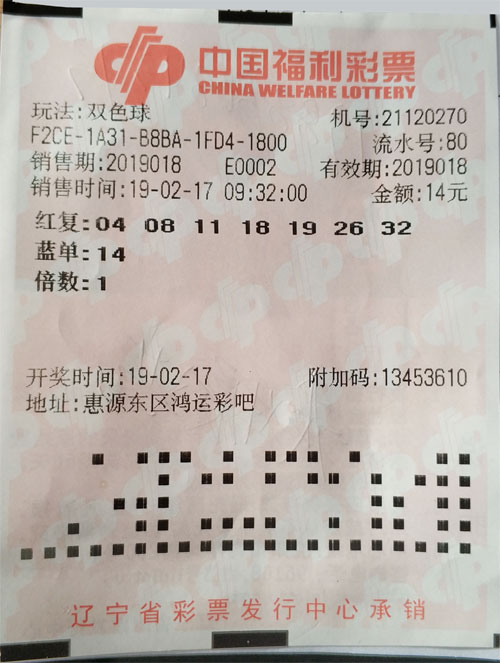 中国福利彩票
CHINA WELFARE LOTTERY
玩法:双色球 机号:21120270
F2CE-1A31-B8BA-1FD4-1800 流水号:80
销售期:2019018 E0002 有效期:2019018
销售时间:19-02-17 09:32:00 金额:14元
红复:04 08 11 18 19 26 32
蓝单:14
倍数:1
开奖时间:19-02-17 附加码:13453610
地址:惠源东区鸿运彩吧
辽宁省彩票发行中心承销